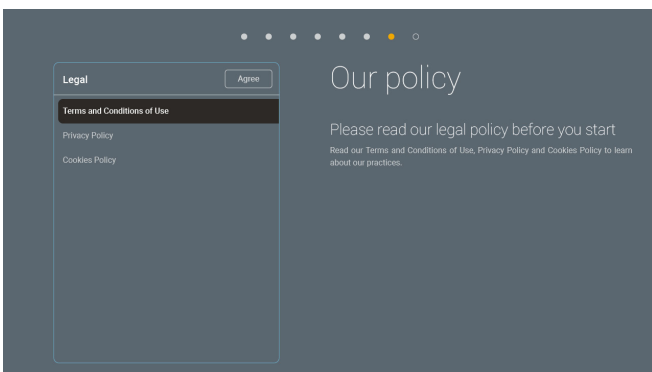 Legal
Agree
Terms and Conditions of Use
Privacy Policy
Cookies Policy
Our policy
Please read our legal policy before you start
Read our Terms and Conditions of Use, Privacy Policy and Cookies Policy to learn
about our practices.